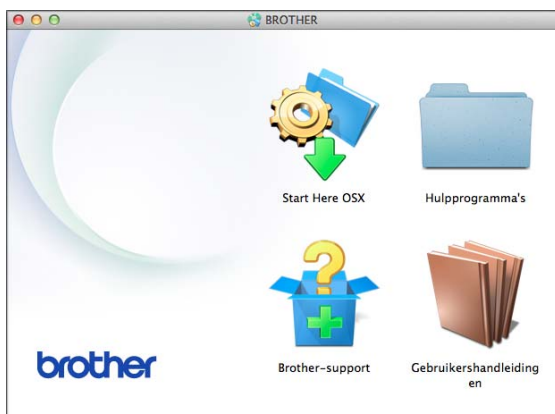 BROTHER
Start Here OSX
Hulpprogramma's
?
brother
Brother-support
Gebruikershandleiding
en